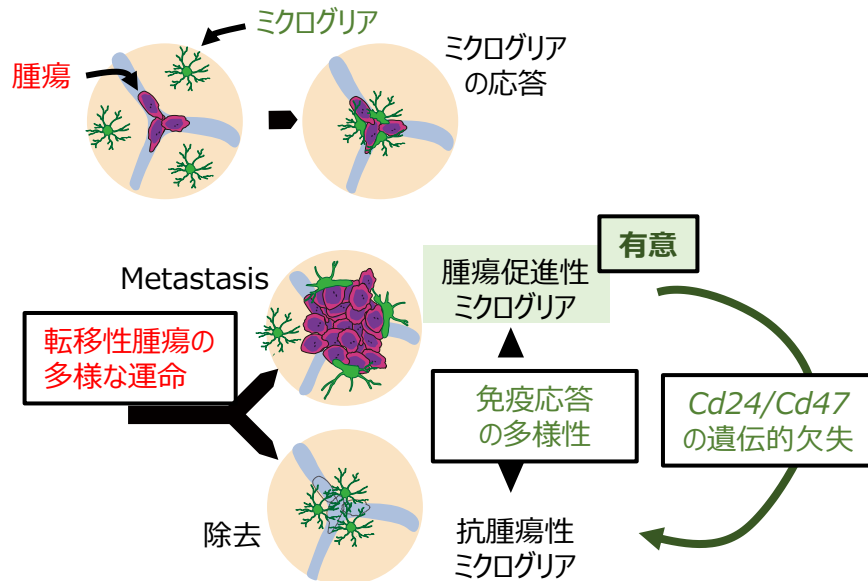 ミクログリア
腫瘍
ミクログリア
の応答
有意
Metastasis
腫瘍促進性
ミクログリア
転移性腫瘍の
多様な運命
免疫応答
の多様性
Cd24/Cd47
の遺伝的欠失
除去
抗腫瘍性
ミクログリア